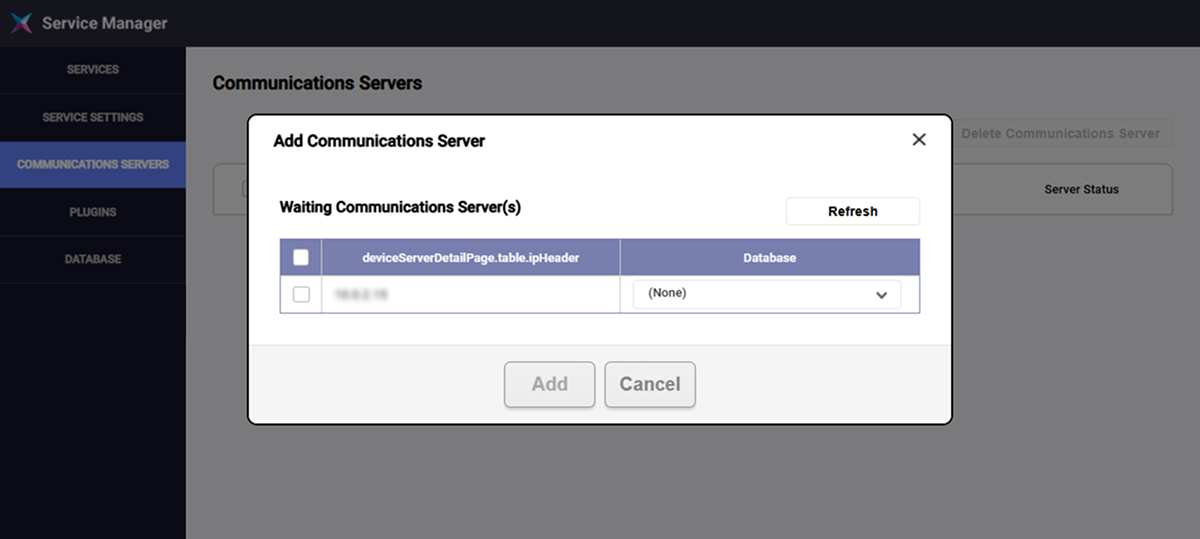 Service Manager
SERVICES
SERVICE SETTINGS
COMMUNICATIONS SERVERS
PLUGINS
DATABASE
Communications Servers
Delete Communications Server
Server Status
Add Communications Server
Waiting Communications Server(s)
Refresh
deviceServerDetailPage.table.ipHeader Database
(None)
Add Cancel